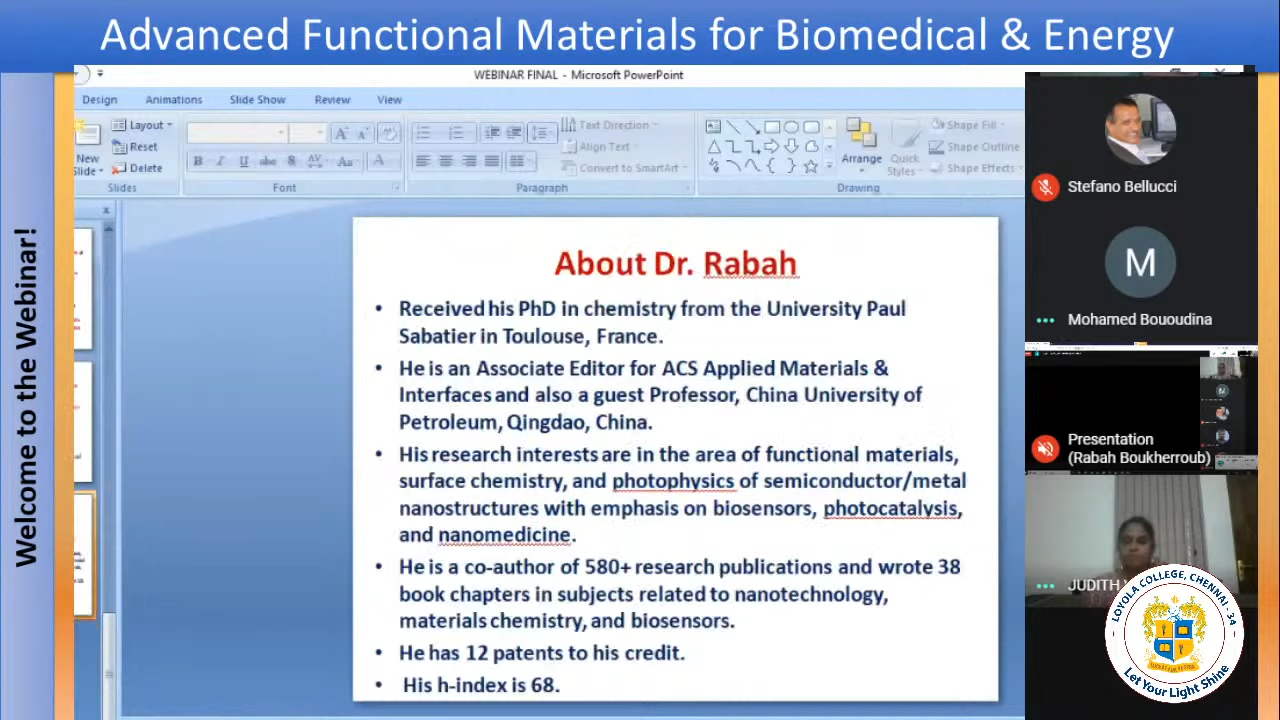 Advanced Functional Materials for Biomedical & Energy
Welcome to the Webinar!
WEBINAR FINAL - Microsoft PowerPoint
Design Animations Slide Show Review View
Layout
Reset
Delete
New
Slide
Slides
B I U abc S AV Aa A
Font
Text Direction
Align Text
Convert to SmartArt
Paragraph
Arrange
Quick
Styles
Shape Fill
Shape Outline
Shape Effects
Drawing
About Dr. Rabah
• Received his PhD in chemistry from the University Paul
Sabatier in Toulouse, France.
• He is an Associate Editor for ACS Applied Materials &
Interfaces and also a guest Professor, China University of
Petroleum, Qingdao, China.
• His research interests are in the area of functional materials,
surface chemistry, and photophysics of semiconductor/metal
nanostructures with emphasis on biosensors, photocatalysis,
and nanomedicine.
• He is a co-author of 580+ research publications and wrote 38
book chapters in subjects related to nanotechnology,
materials chemistry, and biosensors.
• He has 12 patents to his credit.
• His h-index is 68.
Stefano Bellucci
M
Mohamed Bououdina
Presentation
(Rabah Boukherroub)
JUDITH
LOYOLA COLLEGE, CHENNAI - 34
Let Your Light Shine